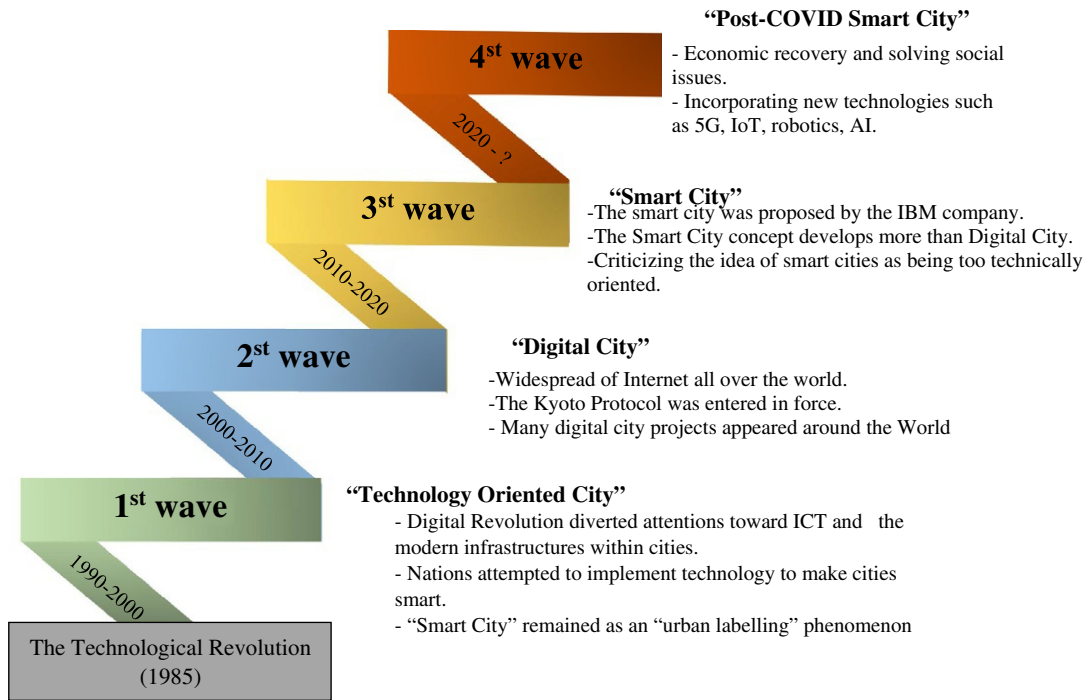 “Post-COVID Smart City”
4st wave
- Economic recovery and solving social
issues.
- Incorporating new technologies such
as 5G, IoT, robotics, AI.
2020 - ?
“Smart City”
3st wave
-The smart city was proposed by the IBM company.
-The Smart City concept develops more than Digital City.
-Criticizing the idea of smart cities as being too technically
oriented.
2010-2020
“Digital City”
2st wave
-Widespread of Internet all over the world.
-The Kyoto Protocol was entered in force.
- Many digital city projects appeared around the World
2000-2010
“Technology Oriented City”
1st wave
- Digital Revolution diverted attentions toward ICT and the
modern infrastructures within cities.
- Nations attempted to implement technology to make cities
smart.
- “Smart City” remained as an “urban labelling” phenomenon
1990-2000
The Technological Revolution
(1985)